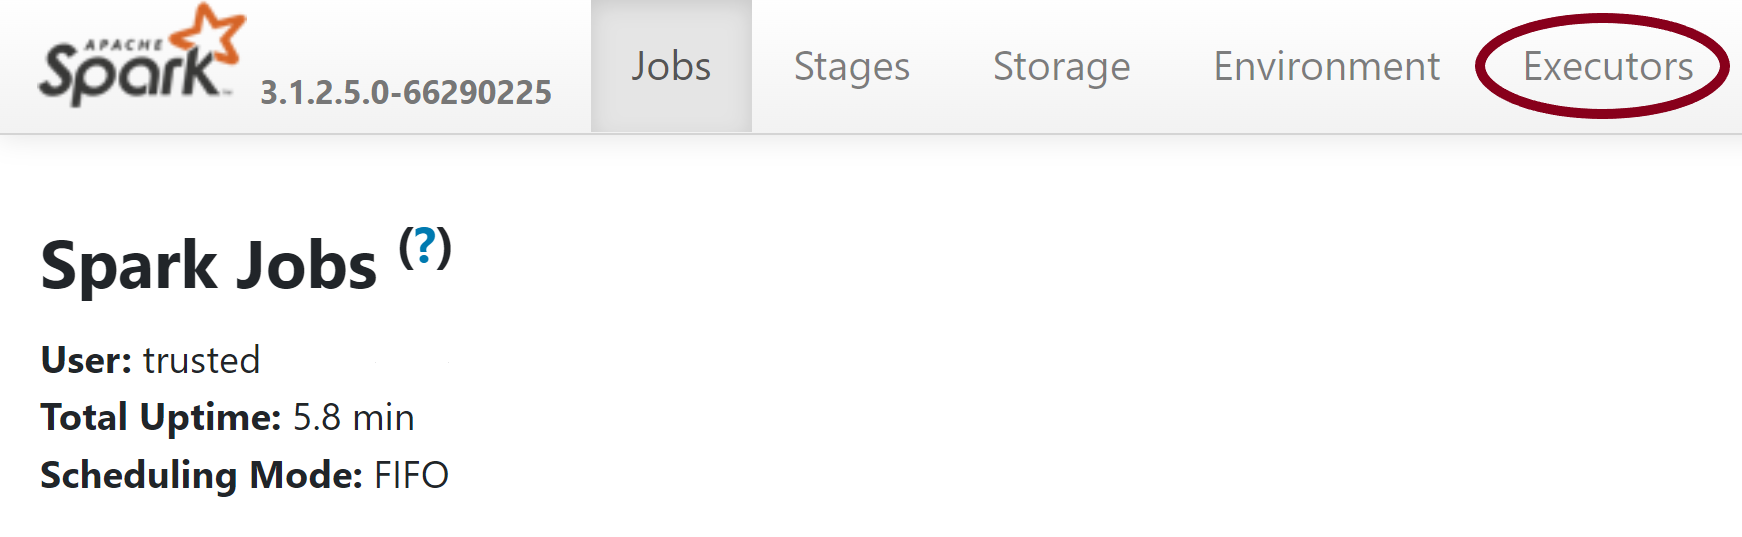 APACHE
Spark™ 3.1.2.5.0-66290225
Jobs Stages Storage Environment Executors
Spark Jobs (?)
User: trusted
Total Uptime: 5.8 min
Scheduling Mode: FIFO